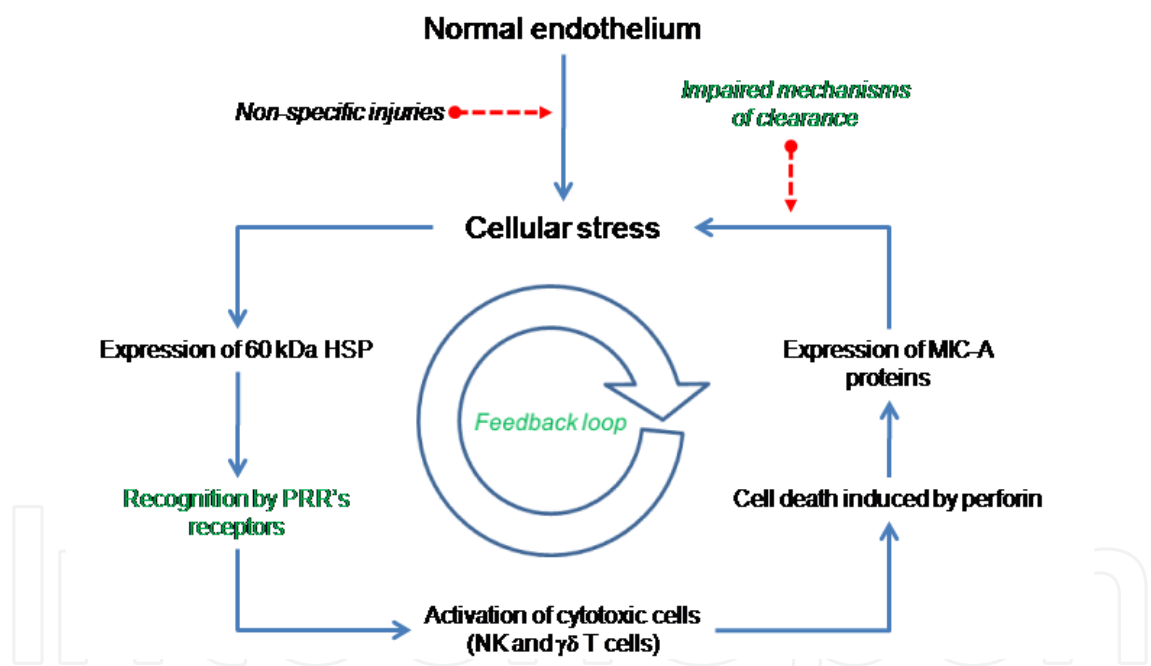 Normal endothelium
Non-specific injuries
Impaired mechanisms
of clearance
Cellular stress
Expression of 60 kDa HSP
Expression of MIC-A
proteins
Feedback loop
Recognition by PRR's
receptors
Cell death induced by perforin
Activation of cytotoxic cells
(NK and γδ T cells)